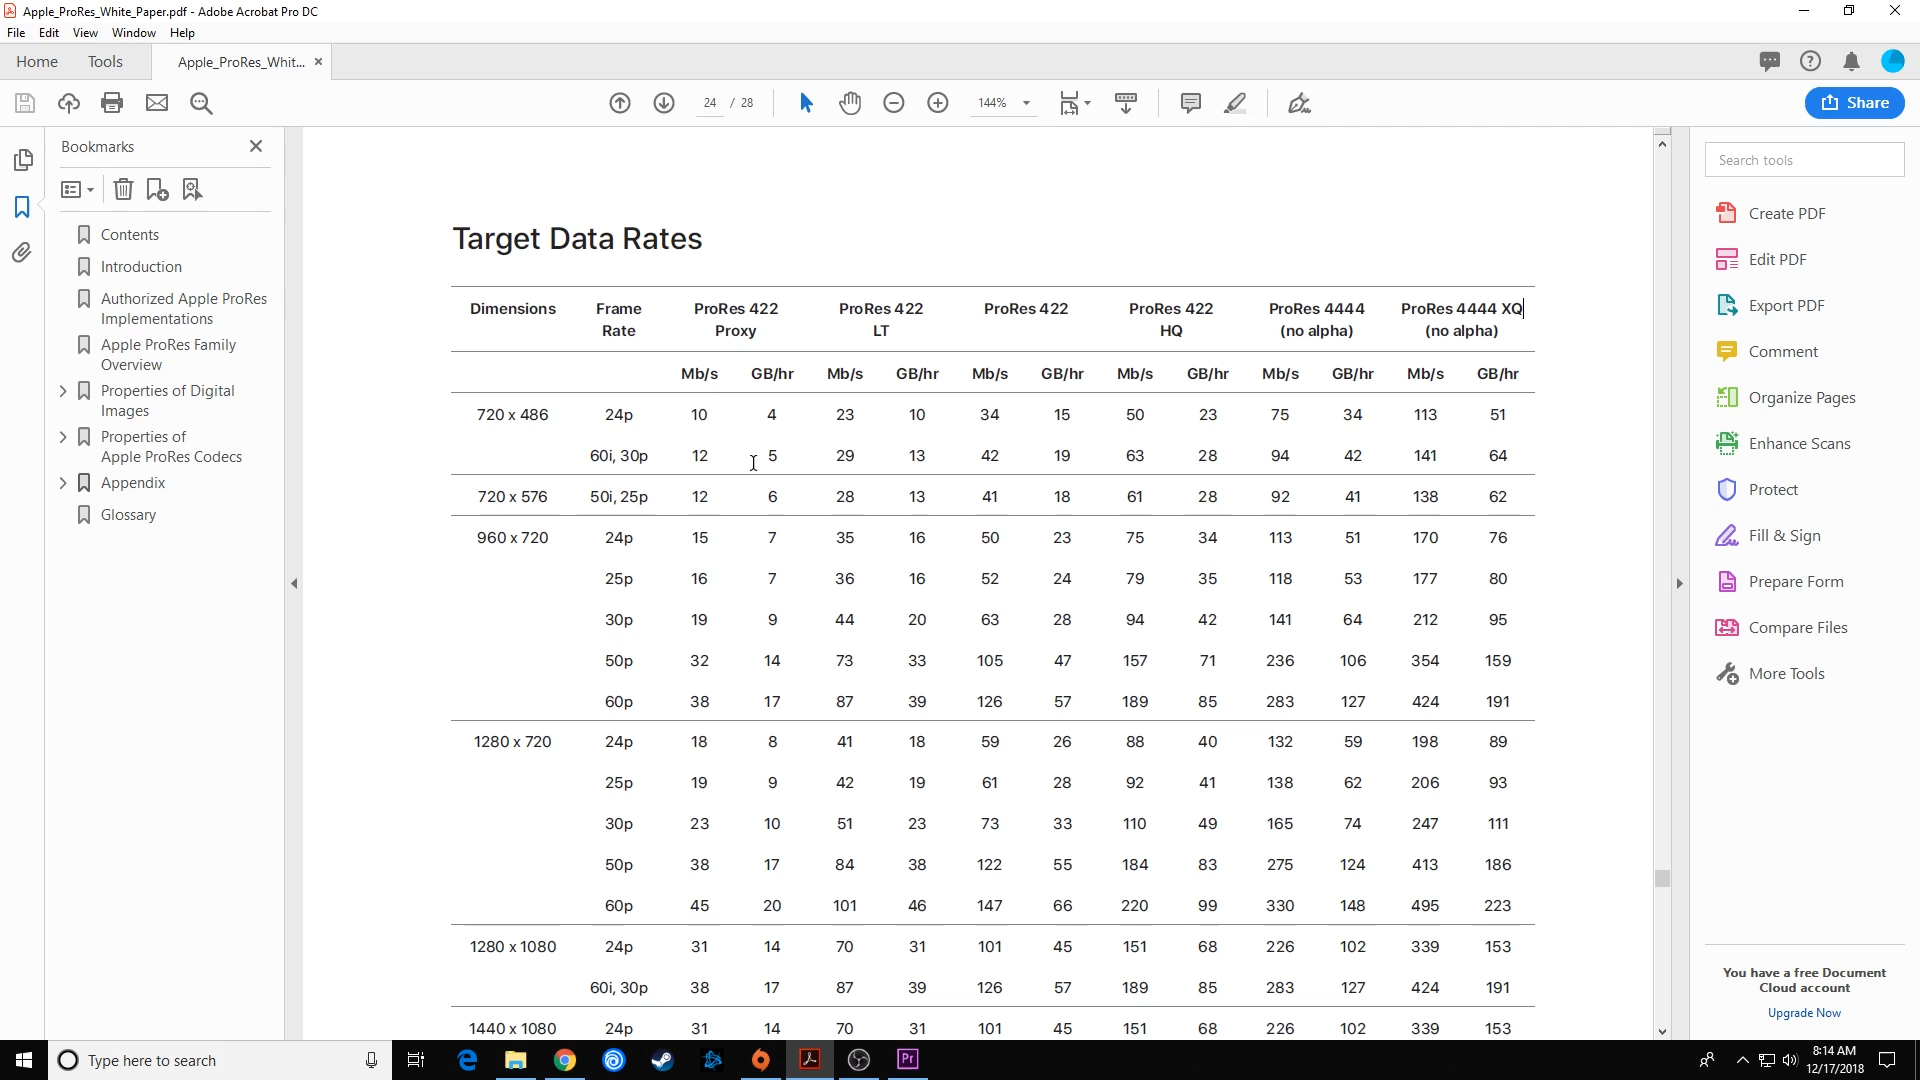 Apple_ProRes_White_Paper.pdf - Adobe Acrobat Pro DC
File Edit View Window Help
Home Tools Apple_ProRes_Whit... ×
24 / 28 144% Share
Bookmarks
Contents
Introduction
Authorized Apple ProRes
Implementations
Apple ProRes Family
Overview
Properties of Digital
Images
Properties of
Apple ProRes Codecs
Appendix
Glossary
Target Data Rates
Dimensions Frame ProRes 422 ProRes 422 ProRes 422 ProRes 422 ProRes 4444 ProRes 4444 XQ
Rate Proxy LT HQ (no alpha) (no alpha)
Mb/s GB/hr Mb/s GB/hr Mb/s GB/hr Mb/s GB/hr Mb/s GB/hr Mb/s GB/hr
720 x 486 24p 10 4 23 10 34 15 50 23 75 34 113 51
60i, 30p 12 5 29 13 42 19 63 28 94 42 141 64
720 x 576 50i, 25p 12 6 28 13 41 18 61 28 92 41 138 62
960 x 720 24p 15 7 35 16 50 23 75 34 113 51 170 76
25p 16 7 36 16 52 24 79 35 118 53 177 80
30p 19 9 44 20 63 28 94 42 141 64 212 95
50p 32 14 73 33 105 47 157 71 236 106 354 159
60p 38 17 87 39 126 57 189 85 283 127 424 191
1280 x 720 24p 18 8 41 18 59 26 88 40 132 59 198 89
25p 19 9 42 19 61 28 92 41 138 62 206 93
30p 23 10 51 23 73 33 110 49 165 74 247 111
50p 38 17 84 38 122 55 184 83 275 124 413 186
60p 45 20 101 46 147 66 220 99 330 148 495 223
1280 x 1080 24p 31 14 70 31 101 45 151 68 226 102 339 153
60i, 30p 38 17 87 39 126 57 189 85 283 127 424 191
1440 x 1080 24p 31 14 70 31 101 45 151 68 226 102 339 153
Search tools
Create PDF
Edit PDF
Export PDF
Comment
Organize Pages
Enhance Scans
Protect
Fill & Sign
Prepare Form
Compare Files
More Tools
You have a free Document
Cloud account
Upgrade Now
Type here to search
Pr
8:14 AM
12/17/2018